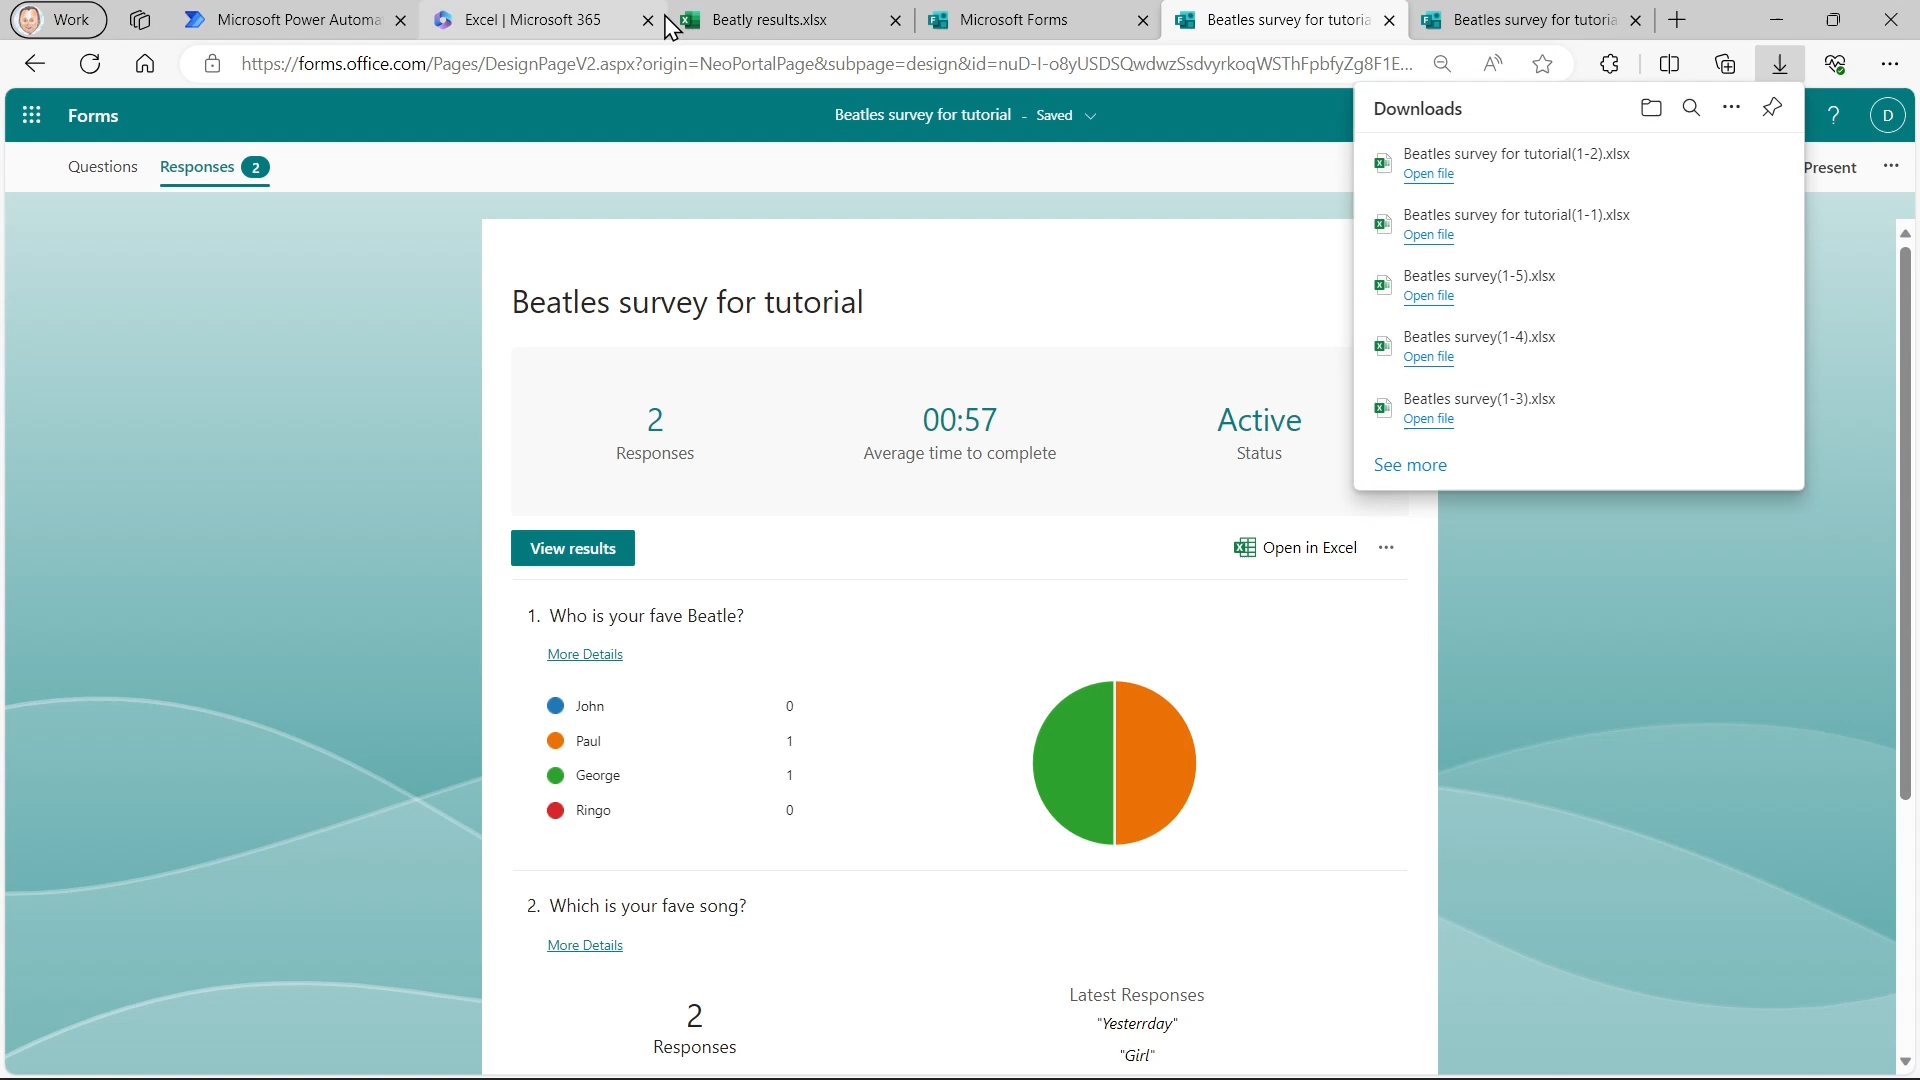 Work
Microsoft Power Automa
Excel | Microsoft 365
Beatly results.xlsx
Microsoft Forms
Beatles survey for tutoria
Beatles survey for tutoria
https://forms.office.com/Pages/DesignPageV2.aspx?origin=NeoPortalPage&subpage=design&id=nuD-I-o8yUSDSQwdwzSsdvyrkoqWSThFpbfyZg8F1E...
Forms
Beatles survey for tutorial - Saved
?
D
Questions
Responses 2
Present
Downloads
Beatles survey for tutorial(1-2).xlsx
Open file
Beatles survey for tutorial(1-1).xlsx
Open file
Beatles survey(1-5).xlsx
Open file
Beatles survey(1-4).xlsx
Open file
Beatles survey(1-3).xlsx
Open file
See more
Beatles survey for tutorial
2
Responses
00:57
Average time to complete
Active
Status
View results
Open in Excel
1. Who is your fave Beatle?
More Details
John 0
Paul 1
George 1
Ringo 0
2. Which is your fave song?
More Details
2
Responses
Latest Responses
"Yesterrday"
"Girl"